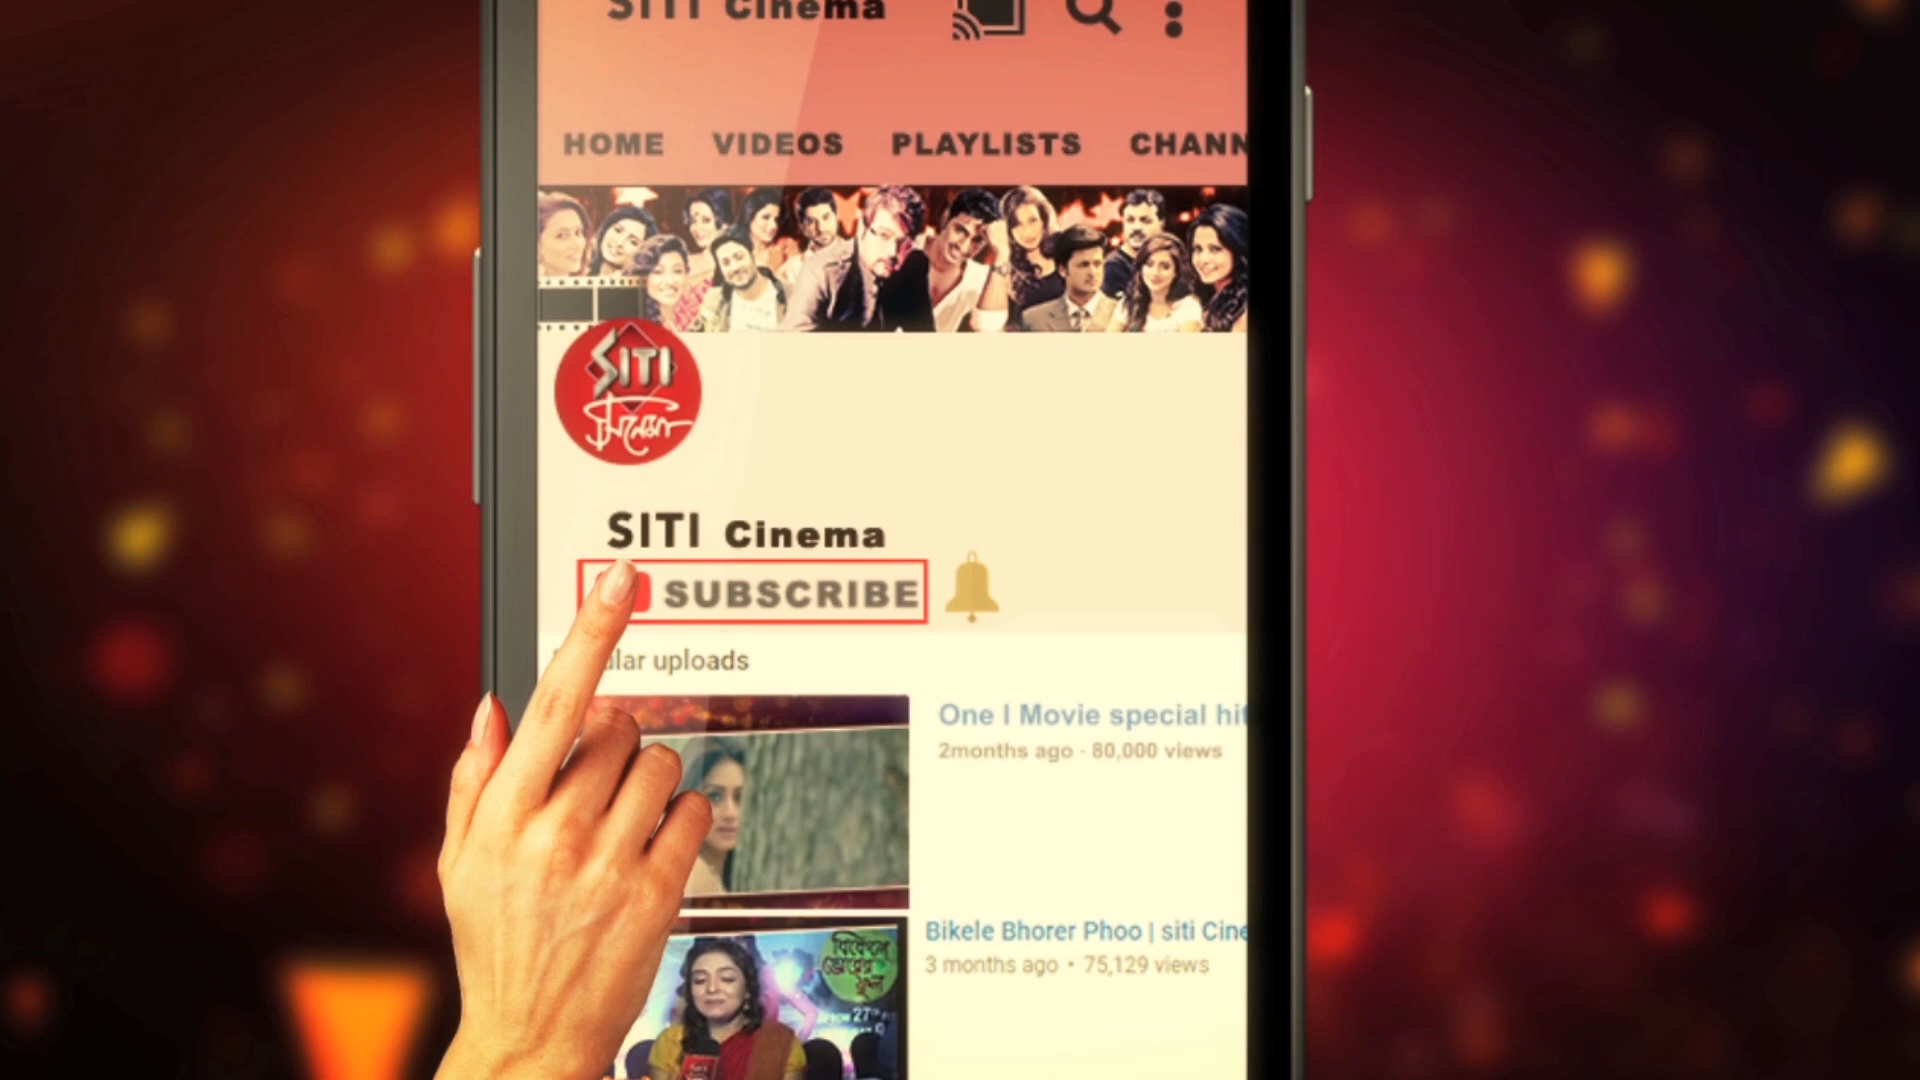 SITI Cinema
HOME VIDEOS PLAYLISTS CHANN
SITI
সিনেমা
SITI Cinema
SUBSCRIBE
ular uploads
One I Movie special hit
2months ago · 80,000 views
Bikele Bhorer Phoo | siti Cine
3 months ago • 75,129 views
বিকেলে
ভোরের
ফুল
27